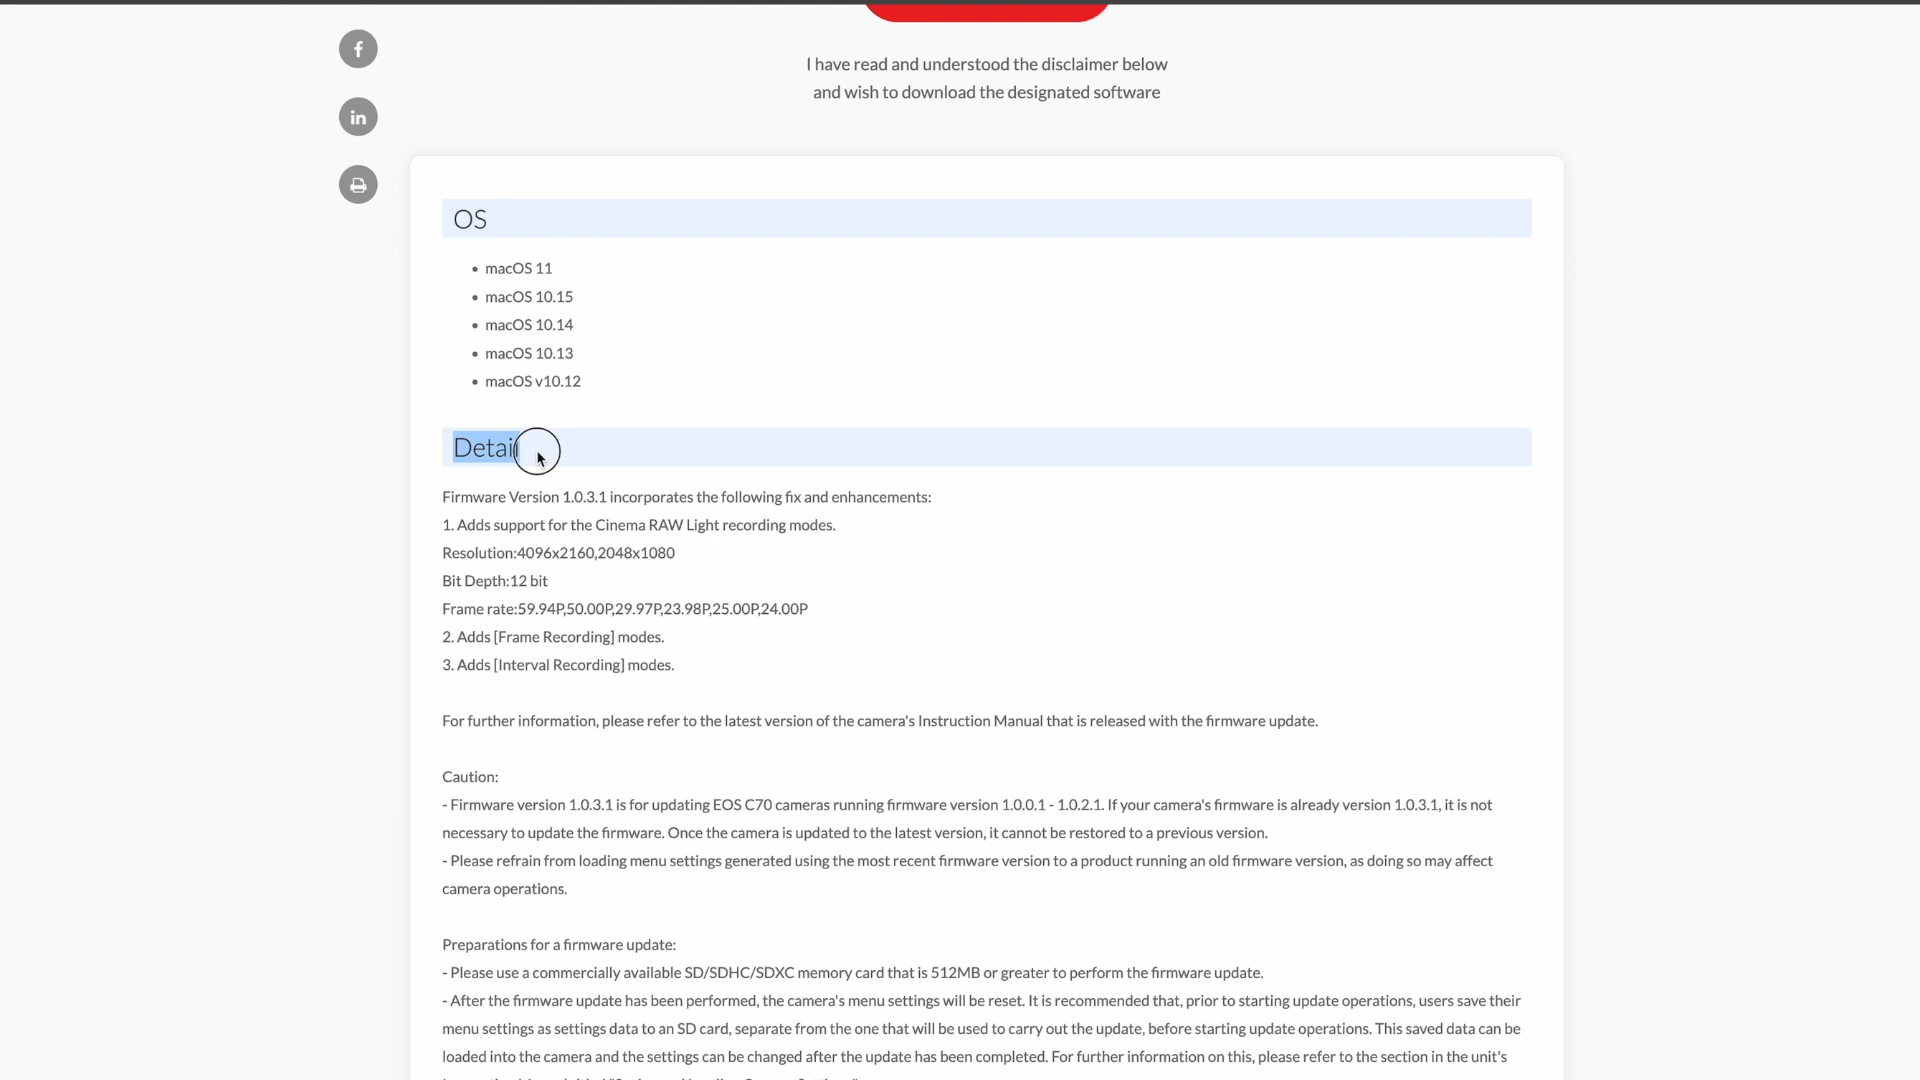 I have read and understood the disclaimer below
and wish to download the designated software
OS
• macOS 11
• macOS 10.15
• macOS 10.14
• macOS 10.13
• macOS v10.12
Detail
Firmware Version 1.0.3.1 incorporates the following fix and enhancements:
1. Adds support for the Cinema RAW Light recording modes.
Resolution:4096x2160,2048x1080
Bit Depth:12 bit
Frame rate:59.94P,50.00P,29.97P,23.98P,25.00P,24.00P
2. Adds [Frame Recording] modes.
3. Adds [Interval Recording] modes.
For further information, please refer to the latest version of the camera's Instruction Manual that is released with the firmware update.
Caution:
- Firmware version 1.0.3.1 is for updating EOS C70 cameras running firmware version 1.0.0.1 - 1.0.2.1. If your camera's firmware is already version 1.0.3.1, it is not
necessary to update the firmware. Once the camera is updated to the latest version, it cannot be restored to a previous version.
- Please refrain from loading menu settings generated using the most recent firmware version to a product running an old firmware version, as doing so may affect
camera operations.
Preparations for a firmware update:
- Please use a commercially available SD/SDHC/SDXC memory card that is 512MB or greater to perform the firmware update.
- After the firmware update has been performed, the camera's menu settings will be reset. It is recommended that, prior to starting update operations, users save their
menu settings as settings data to an SD card, separate from the one that will be used to carry out the update, before starting update operations. This saved data can be
loaded into the camera and the settings can be changed after the update has been completed. For further information on this, please refer to the section in the unit's